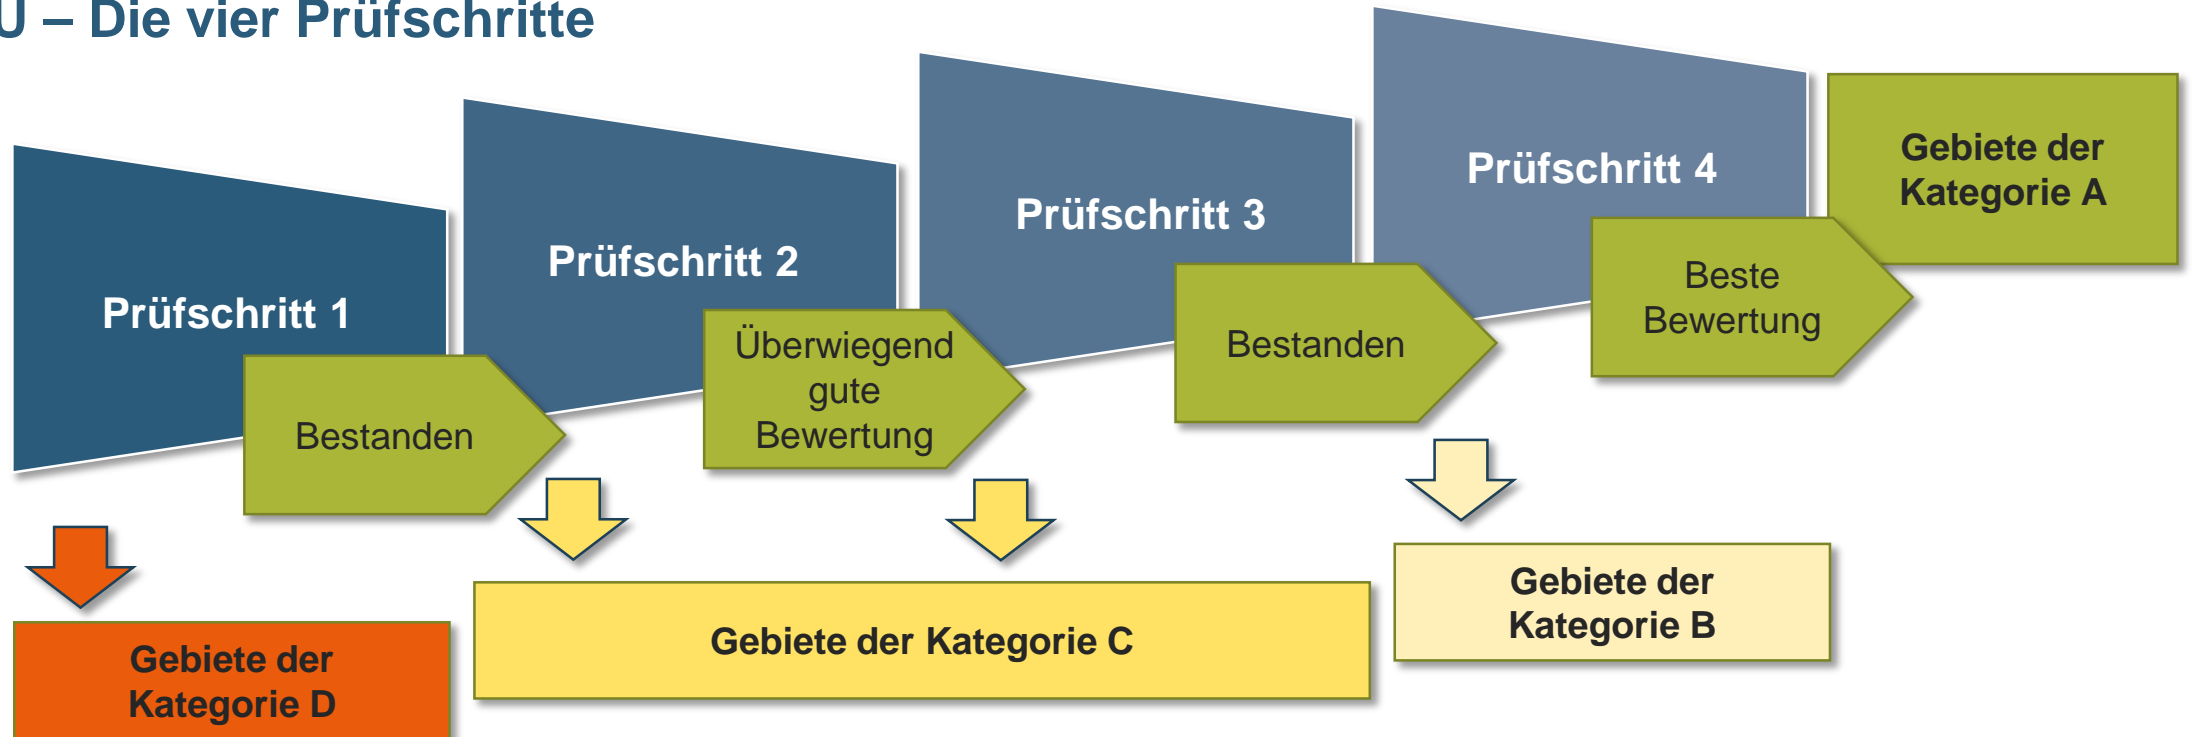 U – Die vier Prüfschritte
Prüfschritt 1
Bestanden
Prüfschritt 2
Überwiegend
gute
Bewertung
Prüfschritt 3
Bestanden
Prüfschritt 4
Beste
Bewertung
Gebiete der
Kategorie A
Gebiete der
Kategorie D
Gebiete der Kategorie C
Gebiete der
Kategorie B